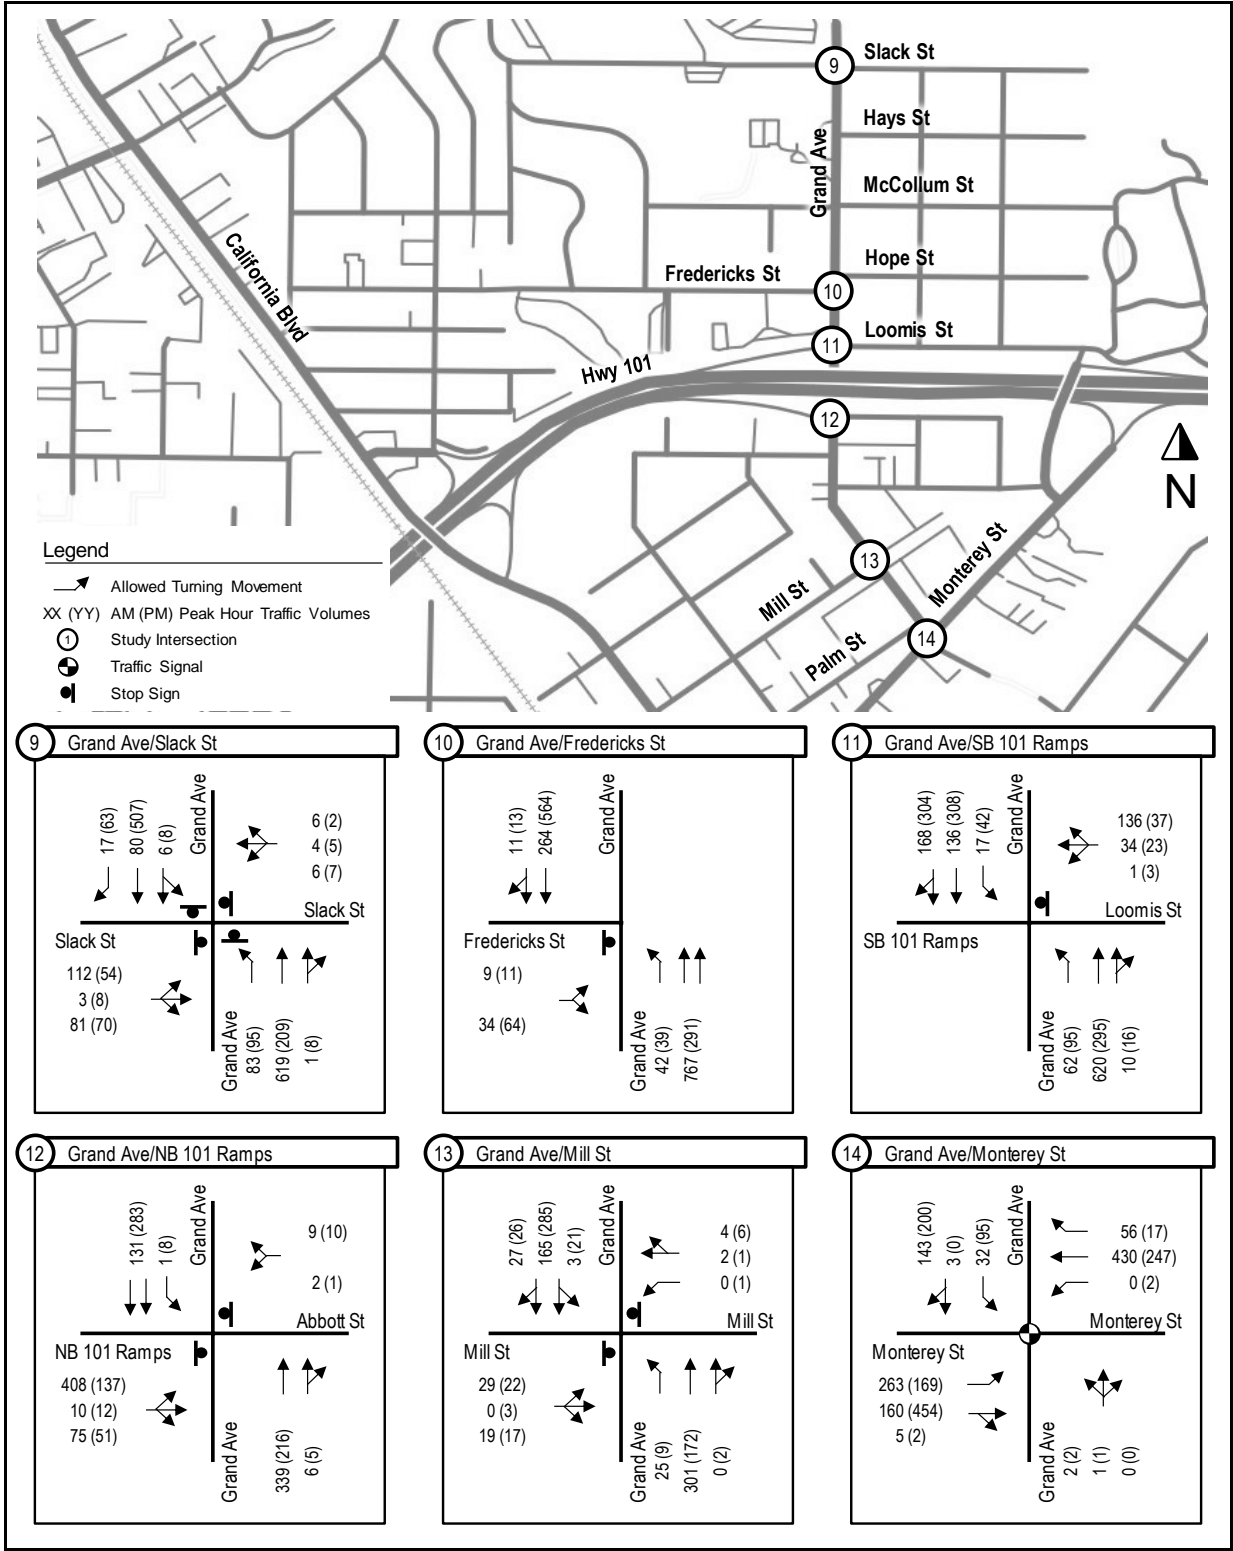 9
Slack St
Hays St
Grand Ave
McCollum St
California Blvd
Fredericks St
Hope St
10
Loomis St
11
Hwy 101
12
N
13
Mill St
Monterey St
Palm St
14
Legend
Allowed Turning Movement
XX (YY) AM (PM) Peak Hour Traffic Volumes
1 Study Intersection
Traffic Signal
Stop Sign
9 Grand Ave/Slack St
17 (63)
80 (507)
6 (8)
Grand Ave
6 (2)
4 (5)
6 (7)
Slack St
Slack St
112 (54)
3 (8)
81 (70)
Grand Ave
83 (95)
619 (209)
1 (8)
10 Grand Ave/Fredericks St
11 (13)
264 (564)
Grand Ave
Fredericks St
9 (11)
34 (64)
Grand Ave
42 (39)
767 (291)
11 Grand Ave/SB 101 Ramps
168 (304)
136 (308)
17 (42)
Grand Ave
136 (37)
34 (23)
1 (3)
Loomis St
SB 101 Ramps
Grand Ave
62 (95)
620 (295)
10 (16)
12 Grand Ave/NB 101 Ramps
131 (283)
1 (8)
Grand Ave
9 (10)
2 (1)
Abbott St
NB 101 Ramps
408 (137)
10 (12)
75 (51)
Grand Ave
339 (216)
6 (5)
13 Grand Ave/Mill St
27 (26)
165 (285)
3 (21)
Grand Ave
4 (6)
2 (1)
0 (1)
Mill St
Mill St
29 (22)
0 (3)
19 (17)
Grand Ave
25 (9)
301 (172)
0 (2)
14 Grand Ave/Monterey St
143 (200)
3 (0)
32 (95)
Grand Ave
56 (17)
430 (247)
0 (2)
Monterey St
Monterey St
263 (169)
160 (454)
5 (2)
Grand Ave
2 (2)
1 (1)
0 (0)